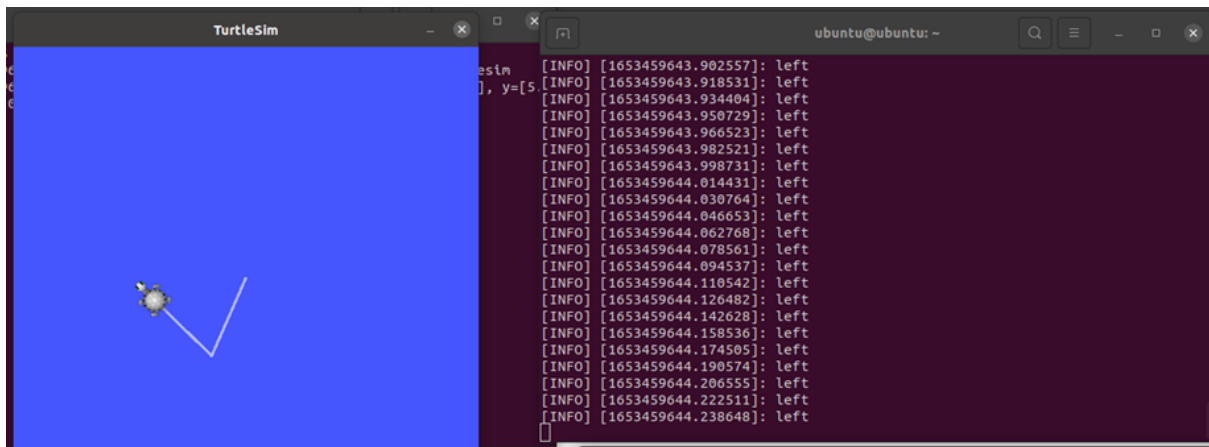 TurtleSim
esim
], y=[5.
ubuntu@ubuntu: ~
[INFO] [1653459643.902557]: left
[INFO] [1653459643.918531]: left
[INFO] [1653459643.934404]: left
[INFO] [1653459643.950729]: left
[INFO] [1653459643.966523]: left
[INFO] [1653459643.982521]: left
[INFO] [1653459643.998731]: left
[INFO] [1653459644.014431]: left
[INFO] [1653459644.030764]: left
[INFO] [1653459644.046653]: left
[INFO] [1653459644.062768]: left
[INFO] [1653459644.078561]: left
[INFO] [1653459644.094537]: left
[INFO] [1653459644.110542]: left
[INFO] [1653459644.126482]: left
[INFO] [1653459644.142628]: left
[INFO] [1653459644.158536]: left
[INFO] [1653459644.174505]: left
[INFO] [1653459644.190574]: left
[INFO] [1653459644.206555]: left
[INFO] [1653459644.222511]: left
[INFO] [1653459644.238648]: left